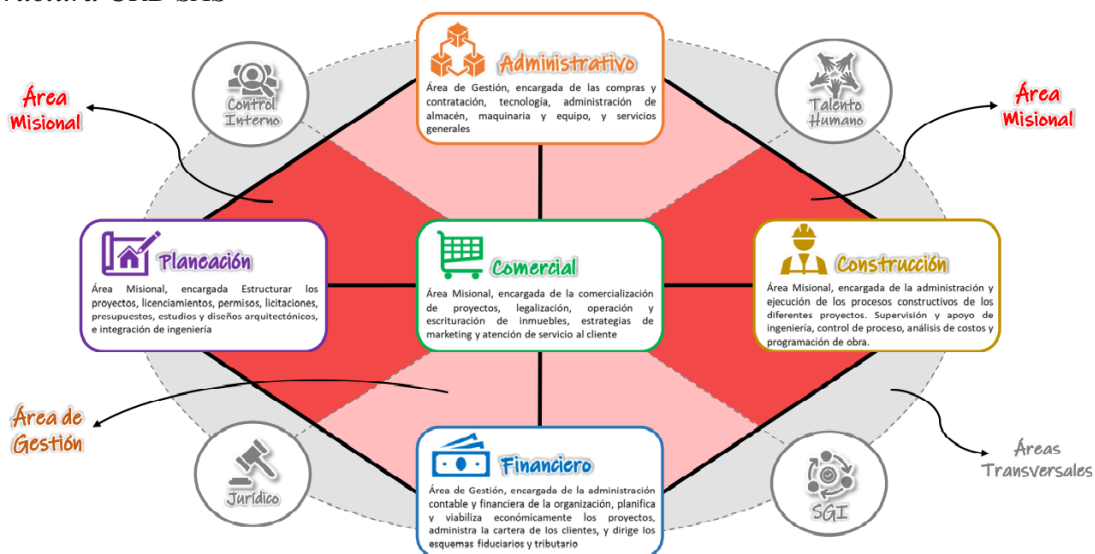 SAS
Administrativo
Área de Gestión, encargada de las compras y
contratación, tecnología, administración de
almacén, maquinaria y equipo, y servicios
generales
Control
Interno
Talento
Humano
Área
Misional
Área
Misional
Planeación
Área Misional, encargada Estructurar los
proyectos, licenciamientos, permisos, licitaciones,
presupuestos, estudios y diseños arquitectónicos,
e integración de ingeniería
Comercial
Área Misional, encargada de la comercialización
de proyectos, legalización, operación y
escrituración de inmuebles, estrategias de
marketing y atención de servicio al cliente
Construcción
Área Misional, encargada de la administración y
ejecución de los procesos constructivos de los
diferentes proyectos. Supervisión y apoyo de
ingeniería, control de proceso, análisis de costos y
programación de obra.
Área de
Gestión
Jurídico
Financiero
Área de Gestión, encargada de la administración
contable y financiera de la organización, planifica
y viabiliza económicamente los proyectos,
administra la cartera de los clientes, y dirige los
esquemas fiduciarios y tributario
SGI
Áreas
Transversales